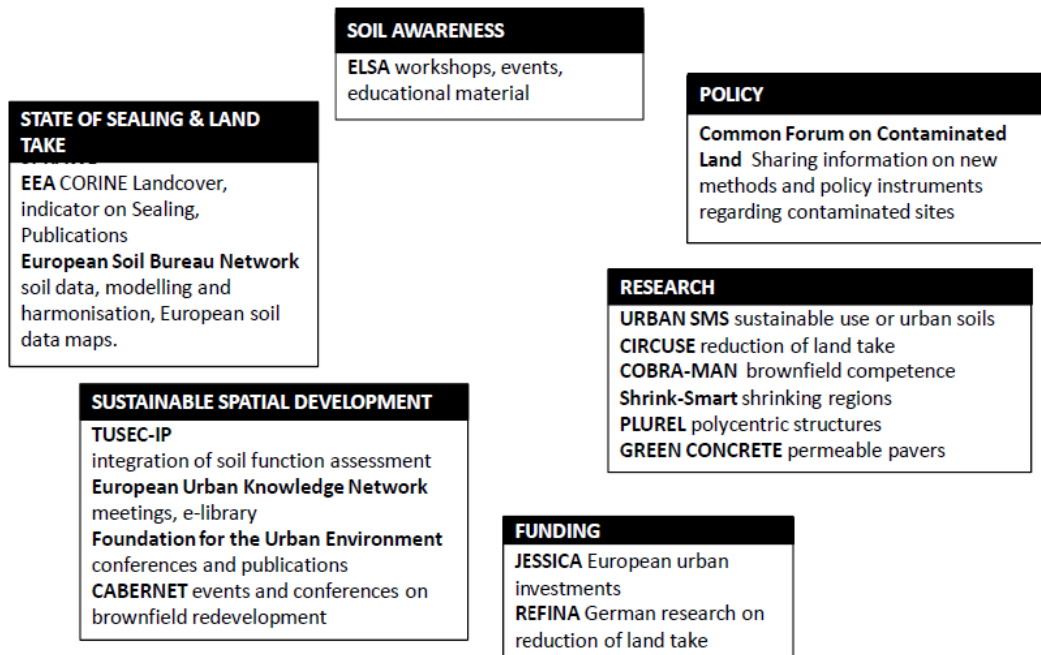 SOIL AWARENESS
ELSA workshops, events,
educational material
POLICY
Common Forum on Contaminated
Land Sharing information on new
methods and policy instruments
regarding contaminated sites
STATE OF SEALING & LAND
TAKE
EEA CORINE Landcover,
indicator on Sealing,
Publications
European Soil Bureau Network
soil data, modelling and
harmonisation, European soil
data maps.
RESEARCH
URBAN SMS sustainable use or urban soils
CIRCUSE reduction of land take
COBRA-MAN brownfield competence
Shrink-Smart shrinking regions
PLUREL polycentric structures
GREEN CONCRETE permeable pavers
SUSTAINABLE SPATIAL DEVELOPMENT
TUSEC-IP
integration of soil function assessment
European Urban Knowledge Network
meetings, e-library
Foundation for the Urban Environment
conferences and publications
CABERNET events and conferences on
brownfield redevelopment
FUNDING
JESSICA European urban
investments
REFINA German research on
reduction of land take